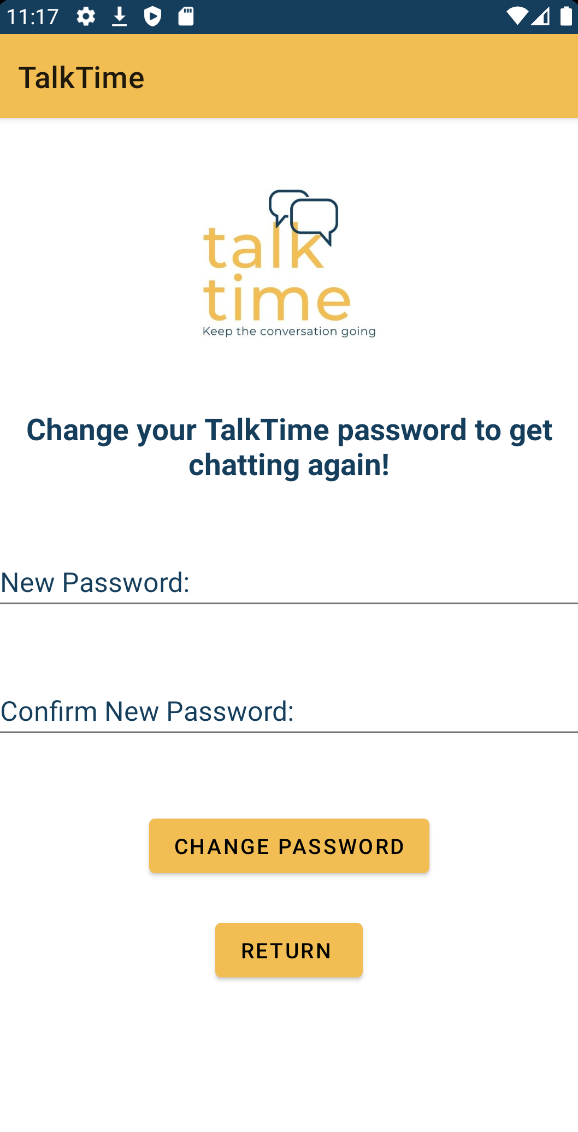 11:17
TalkTime
talk
time
Keep the conversation going
Change your TalkTime password to get
chatting again!
New Password:
Confirm New Password:
CHANGE PASSWORD
RETURN